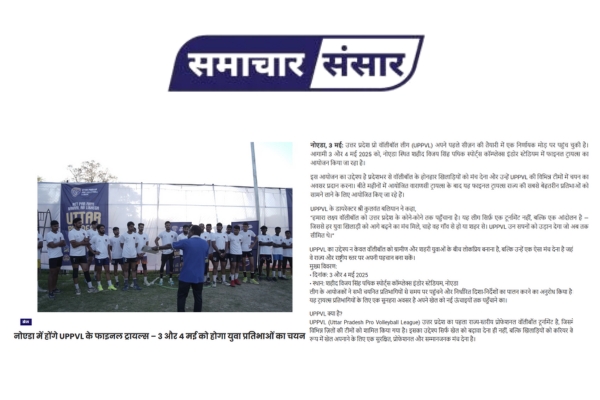 समाचार संसार
UTTAR
खेल
नोएडा में होंगे UPPVL के फाइनल ट्रायल्स – 3 और 4 मई को होगा युवा प्रतिभाओं का चयन
नोएडा, 3 मई: उत्तर प्रदेश प्रो वॉलीबॉल लीग (UPPVL) अपने पहले सीज़न की तैयारी में एक निर्णायक मोड़ पर पहुंच चुकी है।
आगामी 3 और 4 मई 2025 को, नोएडा स्थित शहीद विजय सिंह पथिक स्पोर्ट्स कॉम्प्लेक्स इंडोर स्टेडियम में फाइनल ट्रायल्स का
आयोजन किया जा रहा है।
इस आयोजन का उद्देश्य है प्रदेशभर से वॉलीबॉल के होनहार खिलाड़ियों को मंच देना और उन्हें UPPVL की विभिन्न टीमों में चयन का
अवसर प्रदान करना। बीते महीनों में आयोजित वाराणसी ट्रायल्स के बाद यह फाइनल ट्रायल्स राज्य की सबसे बेहतरीन प्रतिभाओं को
सामने लाने के लिए आयोजित किए जा रहे हैं।
UPPVL के डायरेक्टर श्री कुलवंत बलियान ने कहा,
"हमारा लक्ष्य वॉलीबॉल को उत्तर प्रदेश के कोने-कोने तक पहुँचाना है। यह लीग सिर्फ एक टूर्नामेंट नहीं, बल्कि एक आंदोलन है —
जिससे हर युवा खिलाड़ी को आगे बढ़ने का मंच मिले, चाहे वह गाँव से हो या शहर से। UPPVL उन सपनों को उड़ान देगा जो अब तक
सीमित थे।"
UPPVL का उद्देश्य न केवल वॉलीबॉल को ग्रामीण और शहरी युवाओं के बीच लोकप्रिय बनाना है, बल्कि उन्हें एक ऐसा मंच देना है जहां
वे राज्य और राष्ट्रीय स्तर पर अपनी पहचान बना सकें।
मुख्य विवरण:
• दिनांक: 3 और 4 मई 2025
• स्थान: शहीद विजय सिंह पथिक स्पोर्ट्स कॉम्प्लेक्स इंडोर स्टेडियम, नोएडा
लीग के आयोजकों ने सभी चयनित प्रतिभागियों से समय पर पहुंचने और निर्धारित दिशा-निर्देशों का पालन करने का अनुरोध किया है
यह ट्रायल्स प्रतिभागियों के लिए एक सुनहरा अवसर है अपने खेल को नई ऊंचाइयों तक पहुँचाने का।
UPPVL क्या है?
UPPVL (Uttar Pradesh Pro Volleyball League) उत्तर प्रदेश का पहला राज्य-स्तरीय प्रोफेशनल वॉलीबॉल टूर्नामेंट है, जिसमें
विभिन्न जिलों की टीमों को शामिल किया गया है। इसका उद्देश्य सिर्फ खेल को बढ़ावा देना ही नहीं, बल्कि खिलाड़ियों को करियर के
रूप में खेल अपनाने के लिए एक सुरक्षित, प्रोफेशनल और सम्मानजनक मंच देना है।